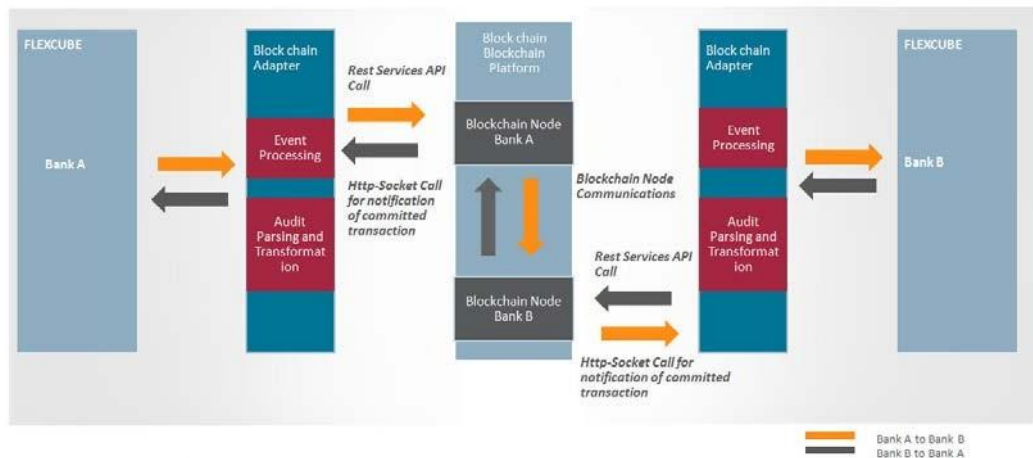 FLEXCUBE
Bank A
Block chain
Adapter
Event
Processing
Audit
Parsing and
Transformat
ion
Rest Services API
Call
Http-Socket Call
for notification
of committed
transaction
Block chain
Blockchain
Platform
Blockchain Node
Bank A
Blockchain Node
Communications
Blockchain Node
Bank B
Rest Services API
Call
Http-Socket Call for
notification of committed
transaction
Block chain
Adapter
Event
Processing
Audit
Parsing and
Transformat
ion
FLEXCUBE
Bank B
Bank A to Bank B
Bank B to Bank A